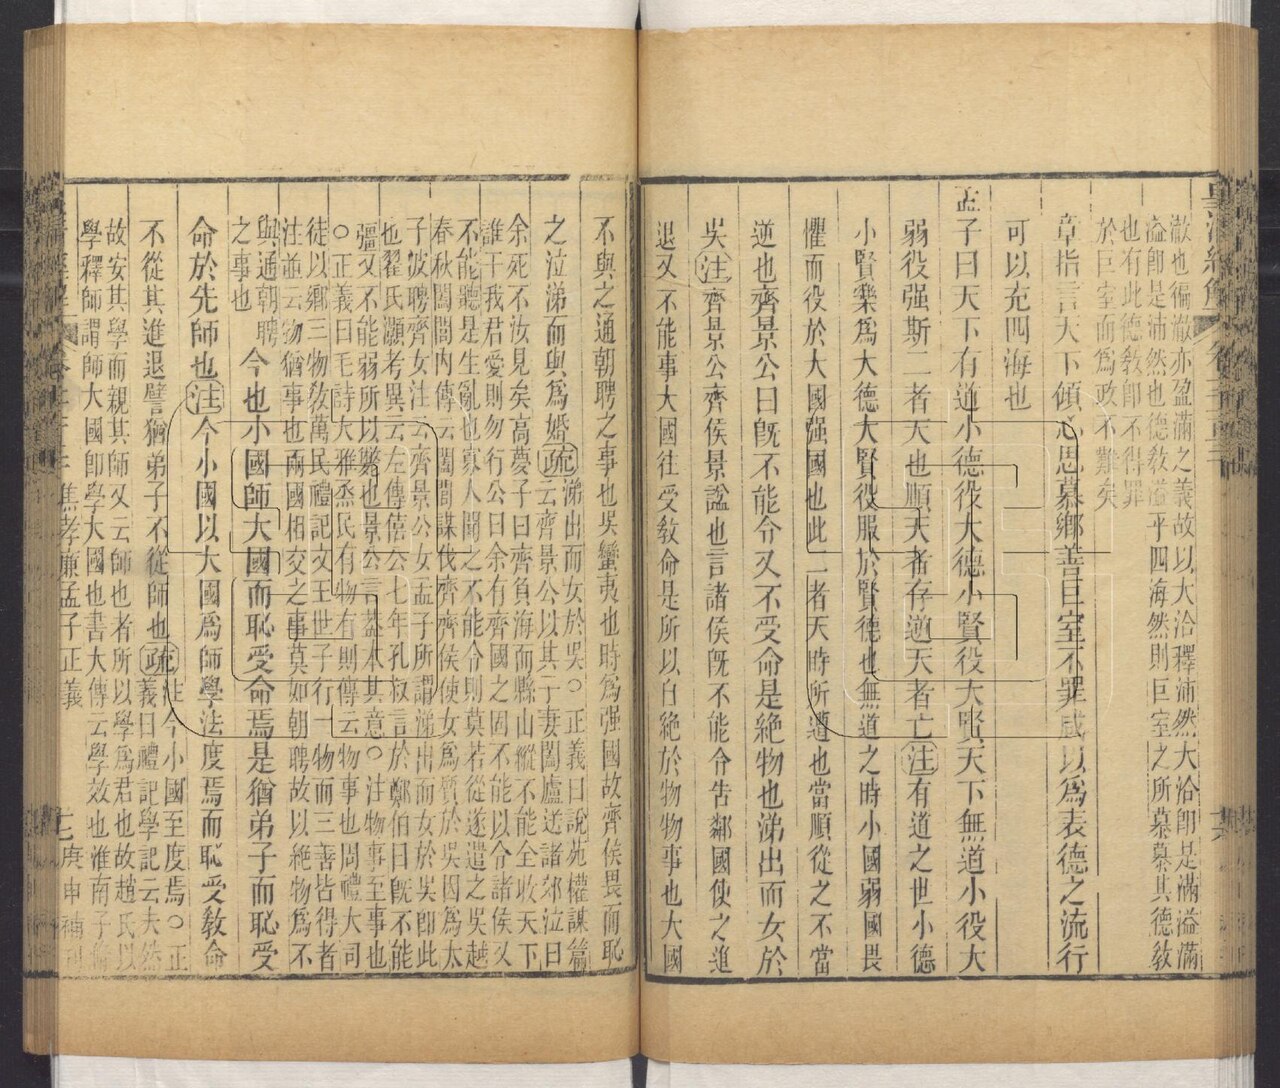 皇清經解
澈也徧澈亦盈滿之義故以大洽釋沛然大洽卽是滿溢滿
溢卽是沛然也德敎溢乎四海然則巨室之所慕慕其德敎
也有此德敎卽不得罪
於巨室而爲政不難矣
章指言天下傾心思慕鄉善巨室不罪咸以爲表德之流行
可以充四海也
孟子曰天下有道小德役大德小賢役大賢天下無道小役大
弱役强斯二者天也順天者存逆天者亡注有道之世小德
小賢樂爲大德大賢役服於賢德也無道之時小國弱國畏
懼而役於大國强國也此二者天時所遭也當順從之不當
逆也齊景公曰旣不能令又不受命是絕物也涕出而女於
吳注齊景公齊侯景諡也言諸侯旣不能令告鄰國使之進
退又不能事大國往受敎命是所以自絕於物物事也大國
不與之通朝聘之事也吳蠻夷也時爲强國故齊侯畏而恥
之泣涕而與爲婚疏涕出而女於吳○正義曰說苑權謀篇
云齊景公以其子妻闔廬送諸郊泣曰
余死不汝見矣高夢子曰齊負海而縣山縱不能全收天下
誰干我君愛則勿行公曰余有齊國之固不能以令諸侯又
不能聽是生亂也寡人聞之不能令則莫若從遂遣之吳越
春秋闔閭內傳云闔閭謀伐齊齊侯使女爲質於吳因爲太
子波聘齊女注云齊景公女孟子所謂涕出而女於吳卽此
也翟氏灝考異云左傳僖公七年孔叔言於鄭伯曰旣不能
彊又不能弱所以斃也景公言蓋本其意○注物事至事也
○正義曰毛詩大雅烝民有物有則傳云物事也周禮大司
徒以鄉三物敎萬民禮記文王世子行一物而三善皆得者
注並云物猶事也兩國相交之事莫如朝聘故以絕物爲不
與通朝聘
之事也
今也小國師大國而恥受命焉是猶弟子而恥受
命於先師也注今小國以大國爲師學法度焉而恥受敎命
不從其進退譬猶弟子不從師也疏注今小國至度焉○正
義曰禮記學記云夫然
故安其學而親其師又云師也者所以學爲君也故趙氏以
學釋師謂師大國卽學大國也書大傳云學效也淮南子脩
焦孝廉孟子正義
七
庚申補刊